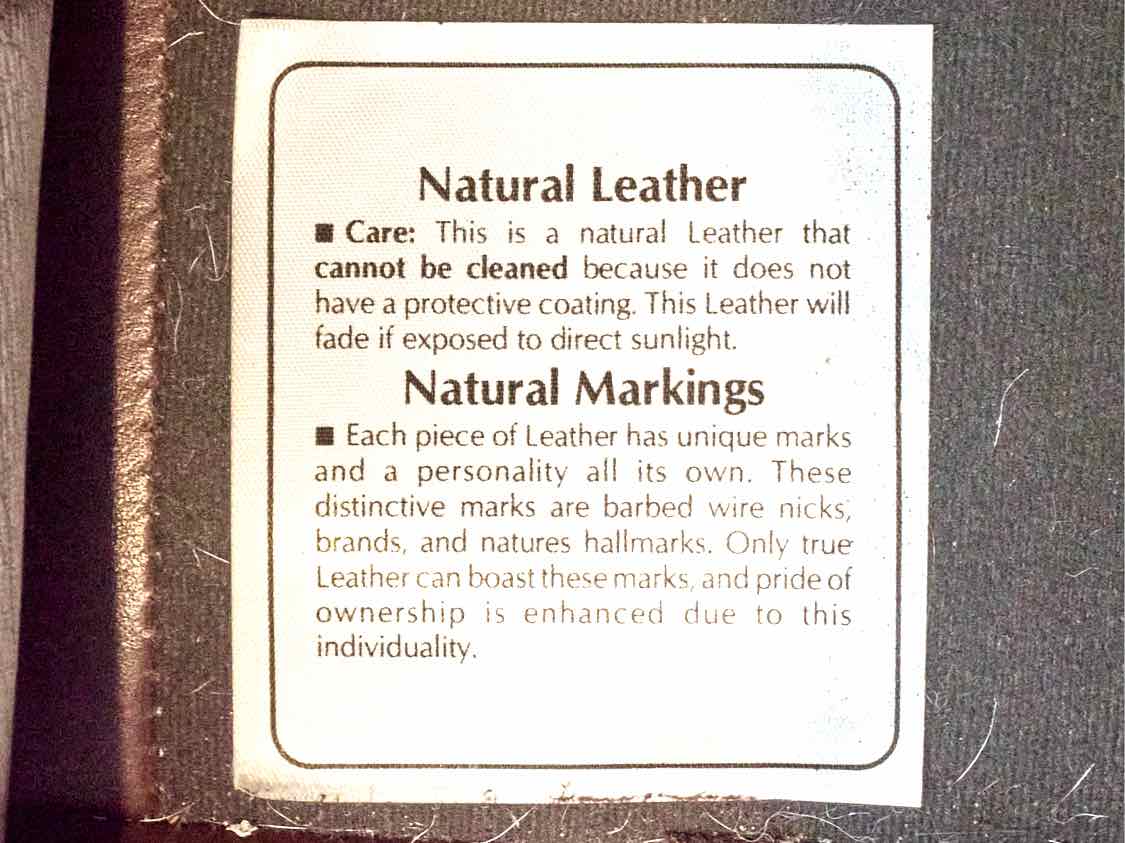 Natural Leather
■ Care: This is a natural Leather that
cannot be cleaned because it does not
have a protective coating. This Leather will
fade if exposed to direct sunlight.
Natural Markings
■ Each piece of Leather has unique marks
and a personality all its own. These
distinctive marks are barbed wire nicks,
brands, and natures hallmarks. Only true
Leather can boast these marks, and pride of
ownership is enhanced due to this
individuality.